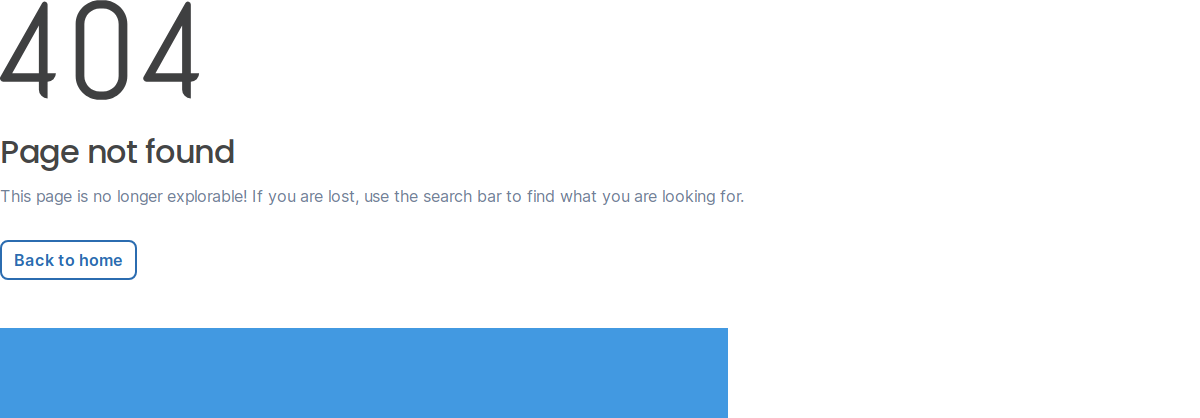 404
Page not found
This page is no longer explorable! If you are lost, use the search bar to find what you are looking for.
Back to home